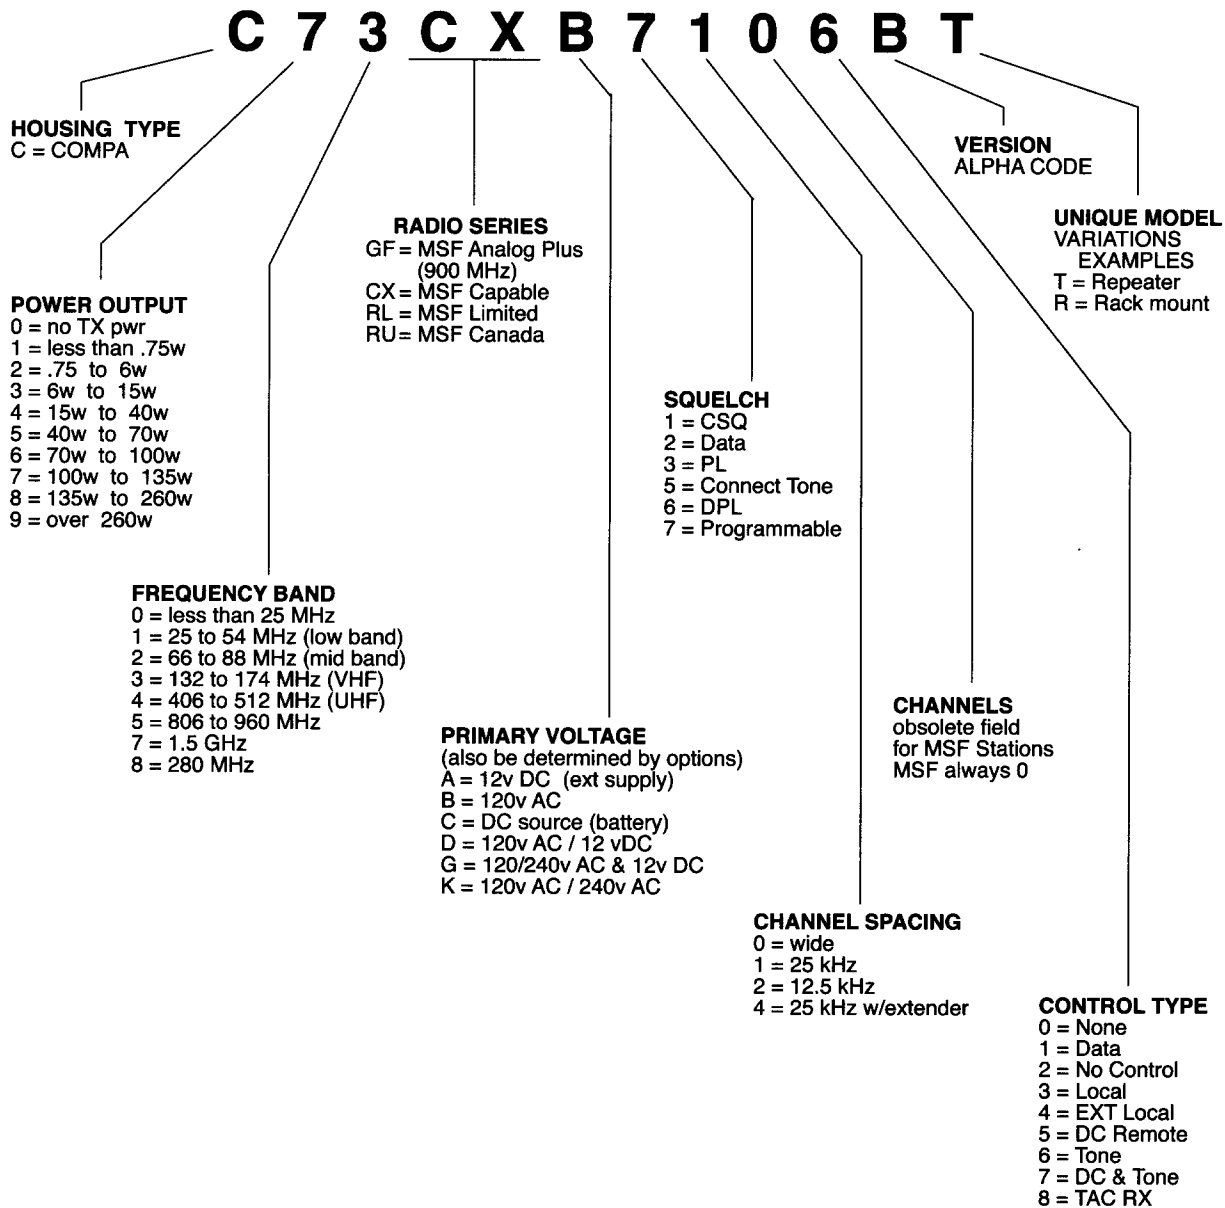 C 7 3 C X B 7 1 0 6 B T
HOUSING TYPE
C = COMPA
VERSION
ALPHA CODE
UNIQUE MODEL
VARIATIONS
EXAMPLES
T = Repeater
R = Rack mount
RADIO SERIES
GF = MSF Analog Plus
(900 MHz)
CX = MSF Capable
RL = MSF Limited
RU = MSF Canada
POWER OUTPUT
0 = no TX pwr
1 = less than .75w
2 = .75 to 6w
3 = 6w to 15w
4 = 15w to 40w
5 = 40w to 70w
6 = 70w to 100w
7 = 100w to 135w
8 = 135w to 260w
9 = over 260w
SQUELCH
1 = CSQ
2 = Data
3 = PL
5 = Connect Tone
6 = DPL
7 = Programmable
FREQUENCY BAND
0 = less than 25 MHz
1 = 25 to 54 MHz (low band)
2 = 66 to 88 MHz (mid band)
3 = 132 to 174 MHz (VHF)
4 = 406 to 512 MHz (UHF)
5 = 806 to 960 MHz
7 = 1.5 GHz
8 = 280 MHz
CHANNELS
obsolete field
for MSF Stations
MSF always 0
PRIMARY VOLTAGE
(also be determined by options)
A = 12v DC (ext supply)
B = 120v AC
C = DC source (battery)
D = 120v AC / 12 vDC
G = 120/240v AC & 12v DC
K = 120v AC / 240v AC
CHANNEL SPACING
0 = wide
1 = 25 kHz
2 = 12.5 kHz
4 = 25 kHz w/extender
CONTROL TYPE
0 = None
1 = Data
2 = No Control
3 = Local
4 = EXT Local
5 = DC Remote
6 = Tone
7 = DC & Tone
8 = TAC RX